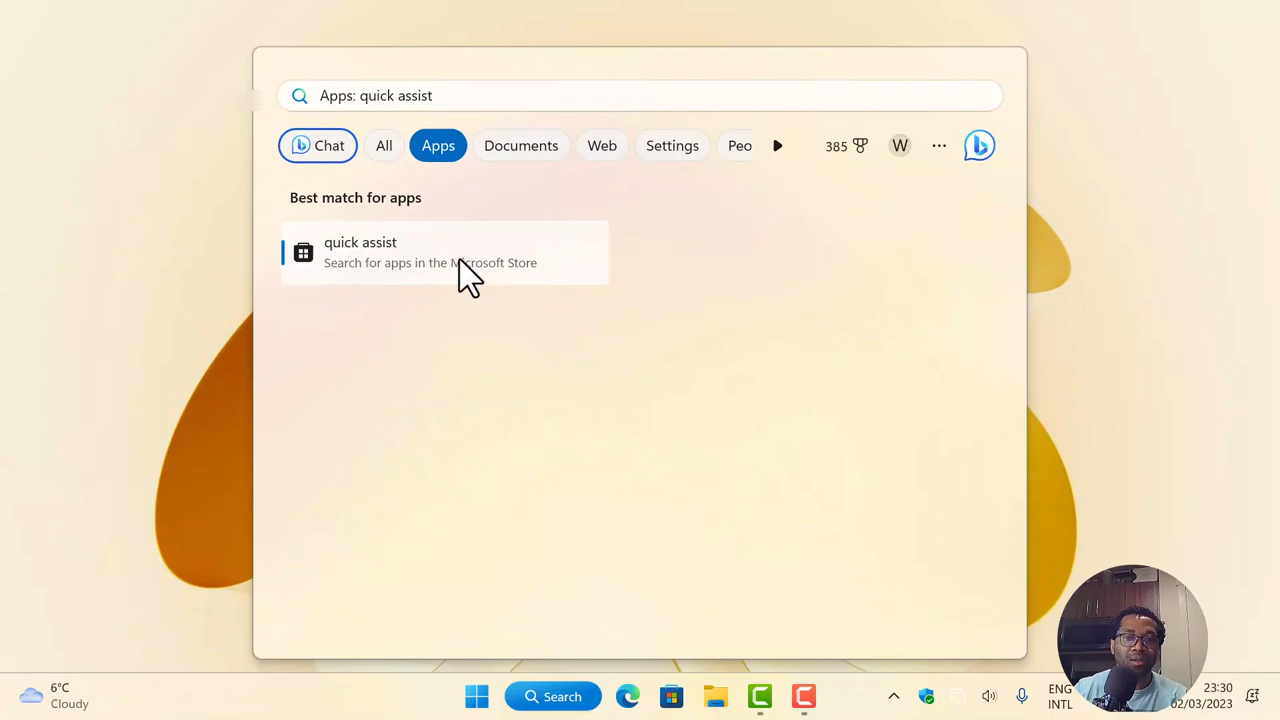 Apps: quick assist
Chat
All
Apps
Documents
Web
Settings
Peo
385
W
Best match for apps
quick assist
Search for apps in the Microsoft Store
6°C
Cloudy
Search
ENG
INTL
23:30
02/03/2023